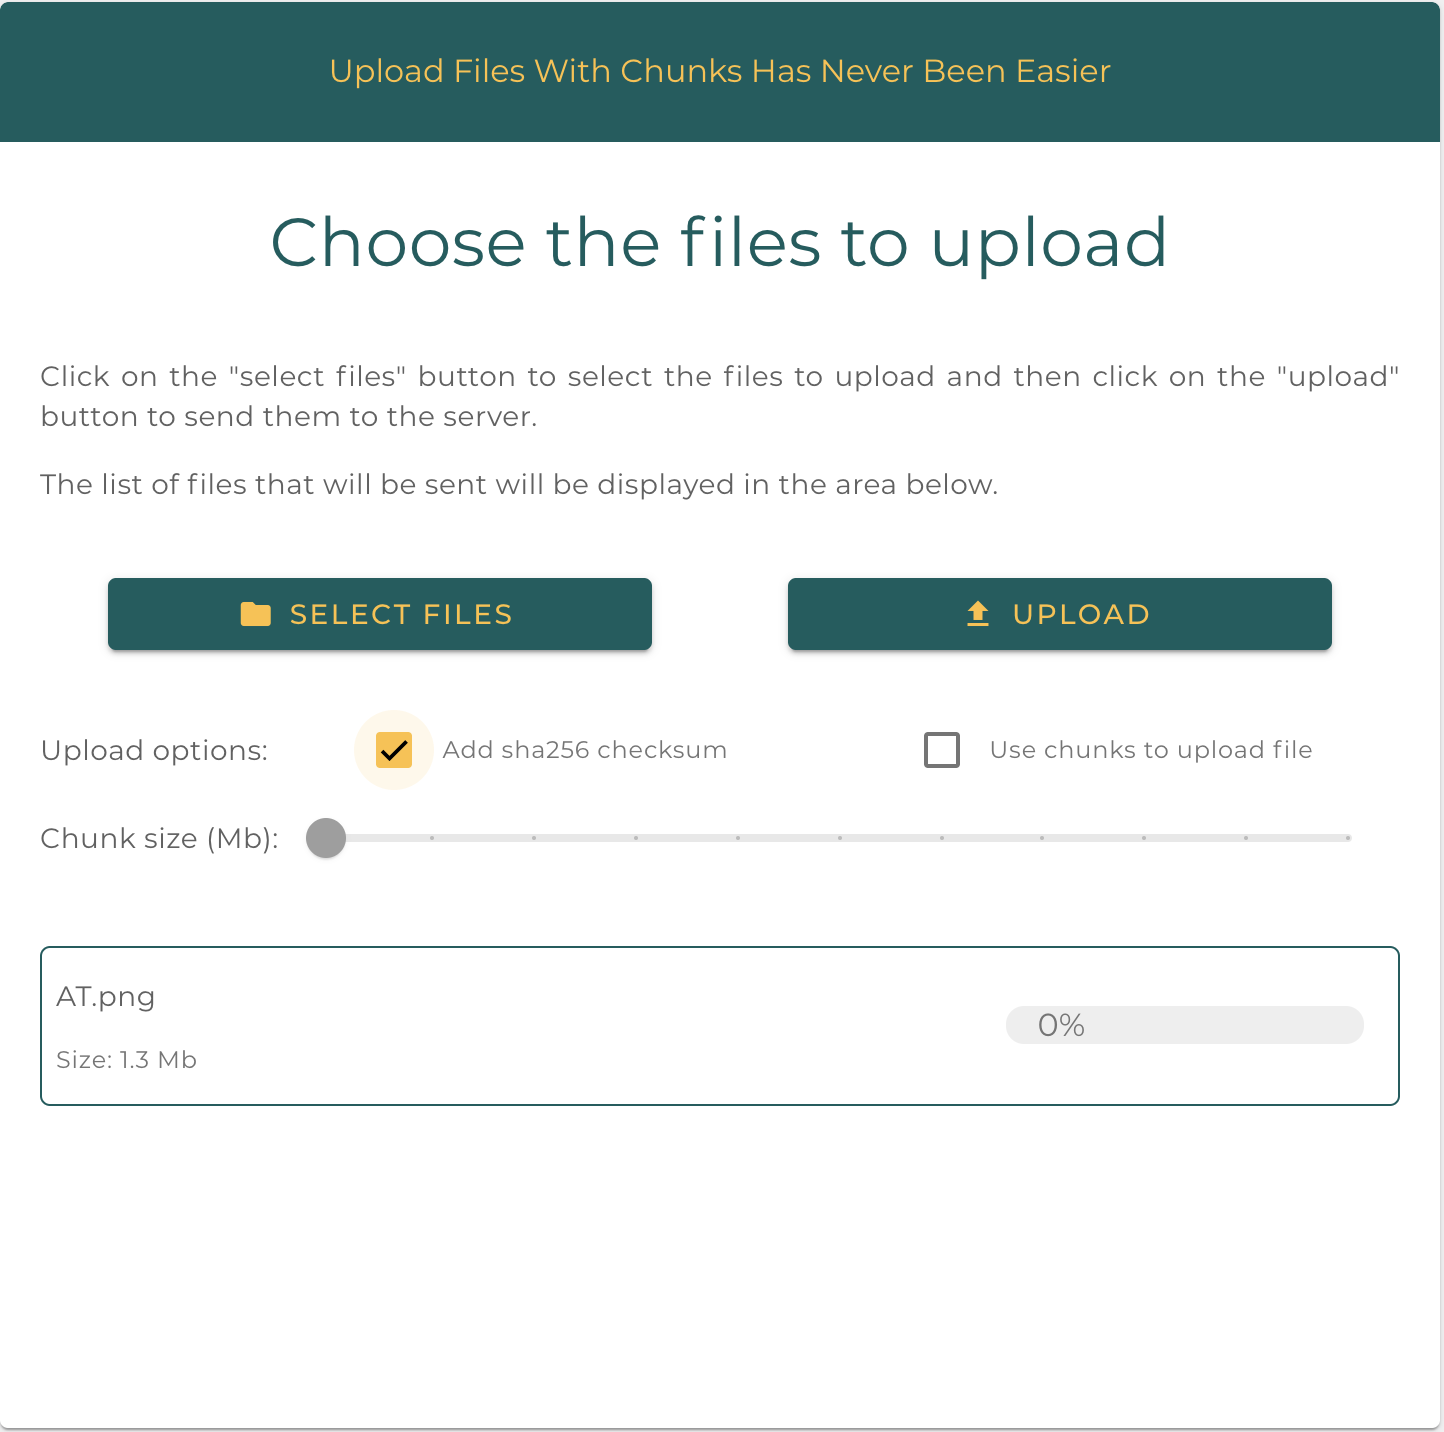 Upload Files With Chunks Has Never Been Easier
Choose the files to upload
Click on the "select files" button to select the files to upload and then click on the "upload"
button to send them to the server.
The list of files that will be sent will be displayed in the area below.
SELECT FILES
UPLOAD
Upload options:
Add sha256 checksum
Use chunks to upload file
Chunk size (Mb):
AT.png
0%
Size: 1.3 Mb